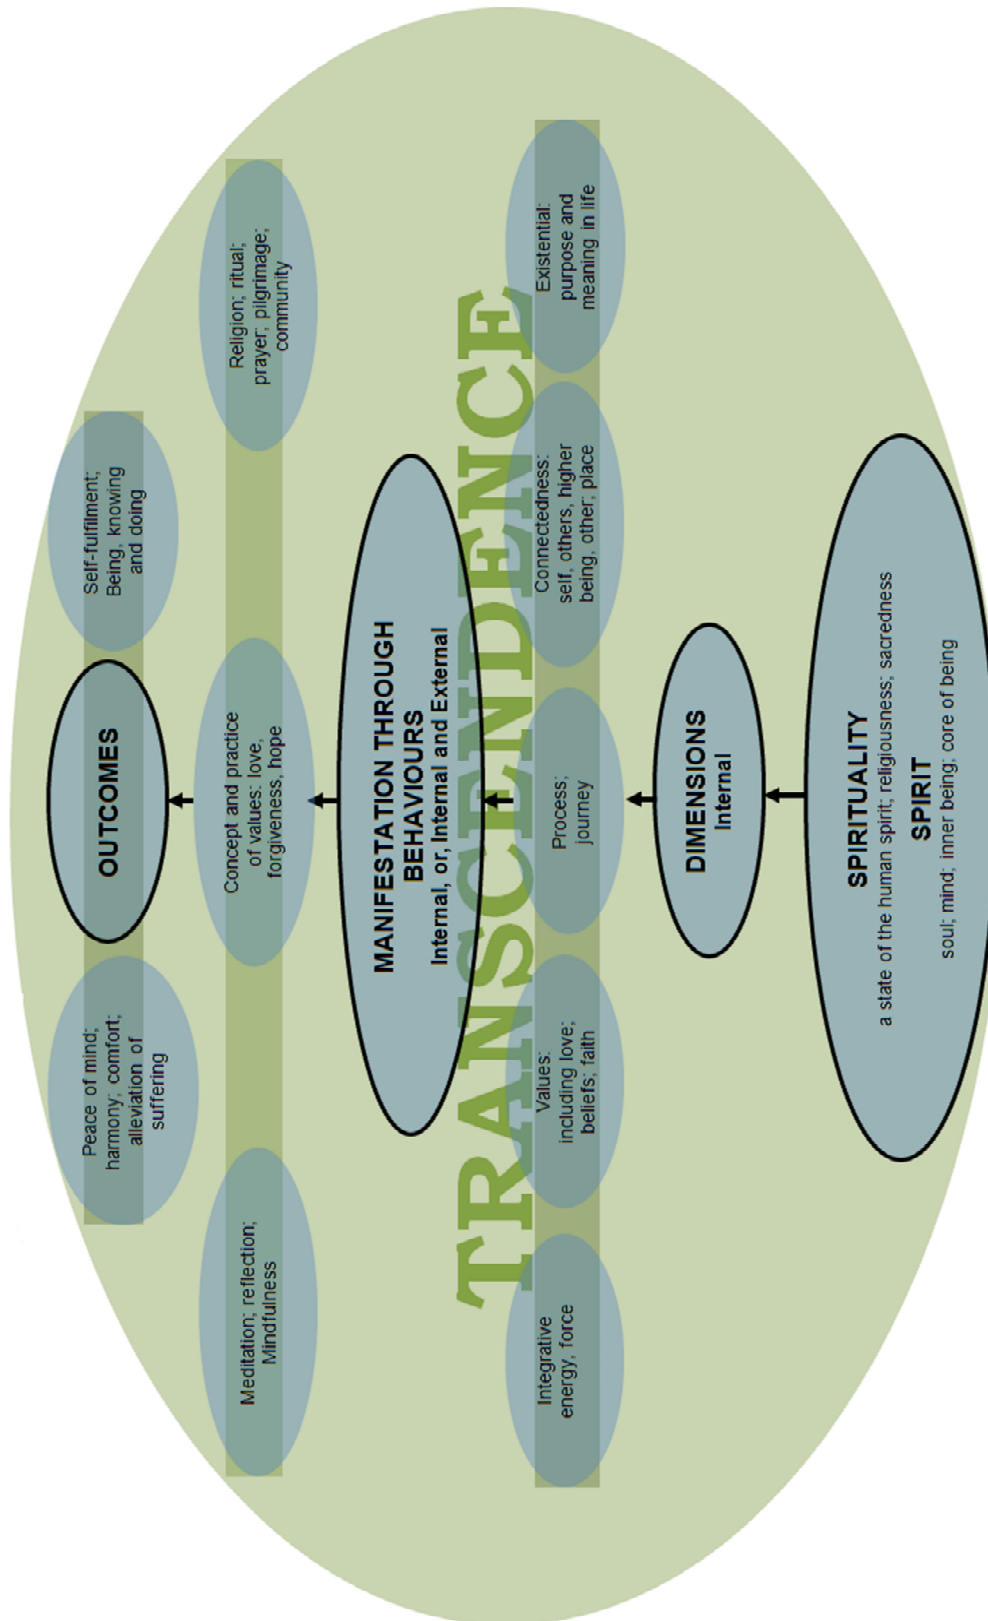 OUTCOMES
Peace of mind;
harmony; comfort;
alleviation of
suffering
Self-fulfilment;
Being, knowing
and doing
Meditation; reflection;
Mindfulness
Concept and practice
of values: love,
forgiveness, hope
Religion; ritual;
prayer; pilgrimage;
community
MANIFESTATION THROUGH
BEHAVIOURS
Internal, or, Internal and External
TRANSCENDENCE
Integrative
energy, force
Values:
including love;
beliefs; faith
Process;
journey
Connectedness:
self, others, higher
being, other; place
Existential:
purpose and
meaning in life
DIMENSIONS
Internal
SPIRITUALITY
a state of the human spirit; religiousness; sacredness
SPIRIT
soul; mind; inner being; core of being